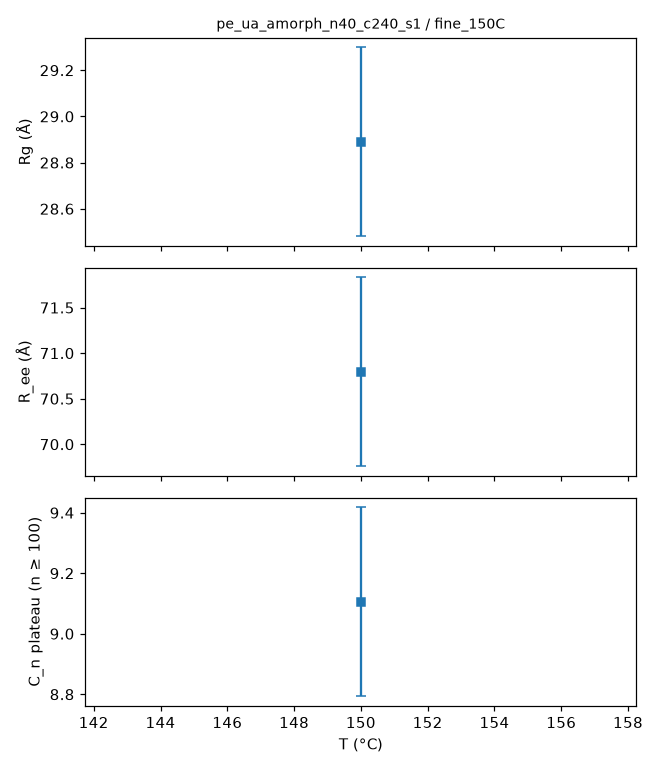 pe_ua_amorph_n40_c240_s1 / fine_150C
Rg (Å)
29.2
29.0
28.8
28.6
R_ee (Å)
71.5
71.0
70.5
70.0
C_n plateau (n ≥ 100)
9.4
9.2
9.0
8.8
142 144 146 148 150 152 154 156 158
T (°C)